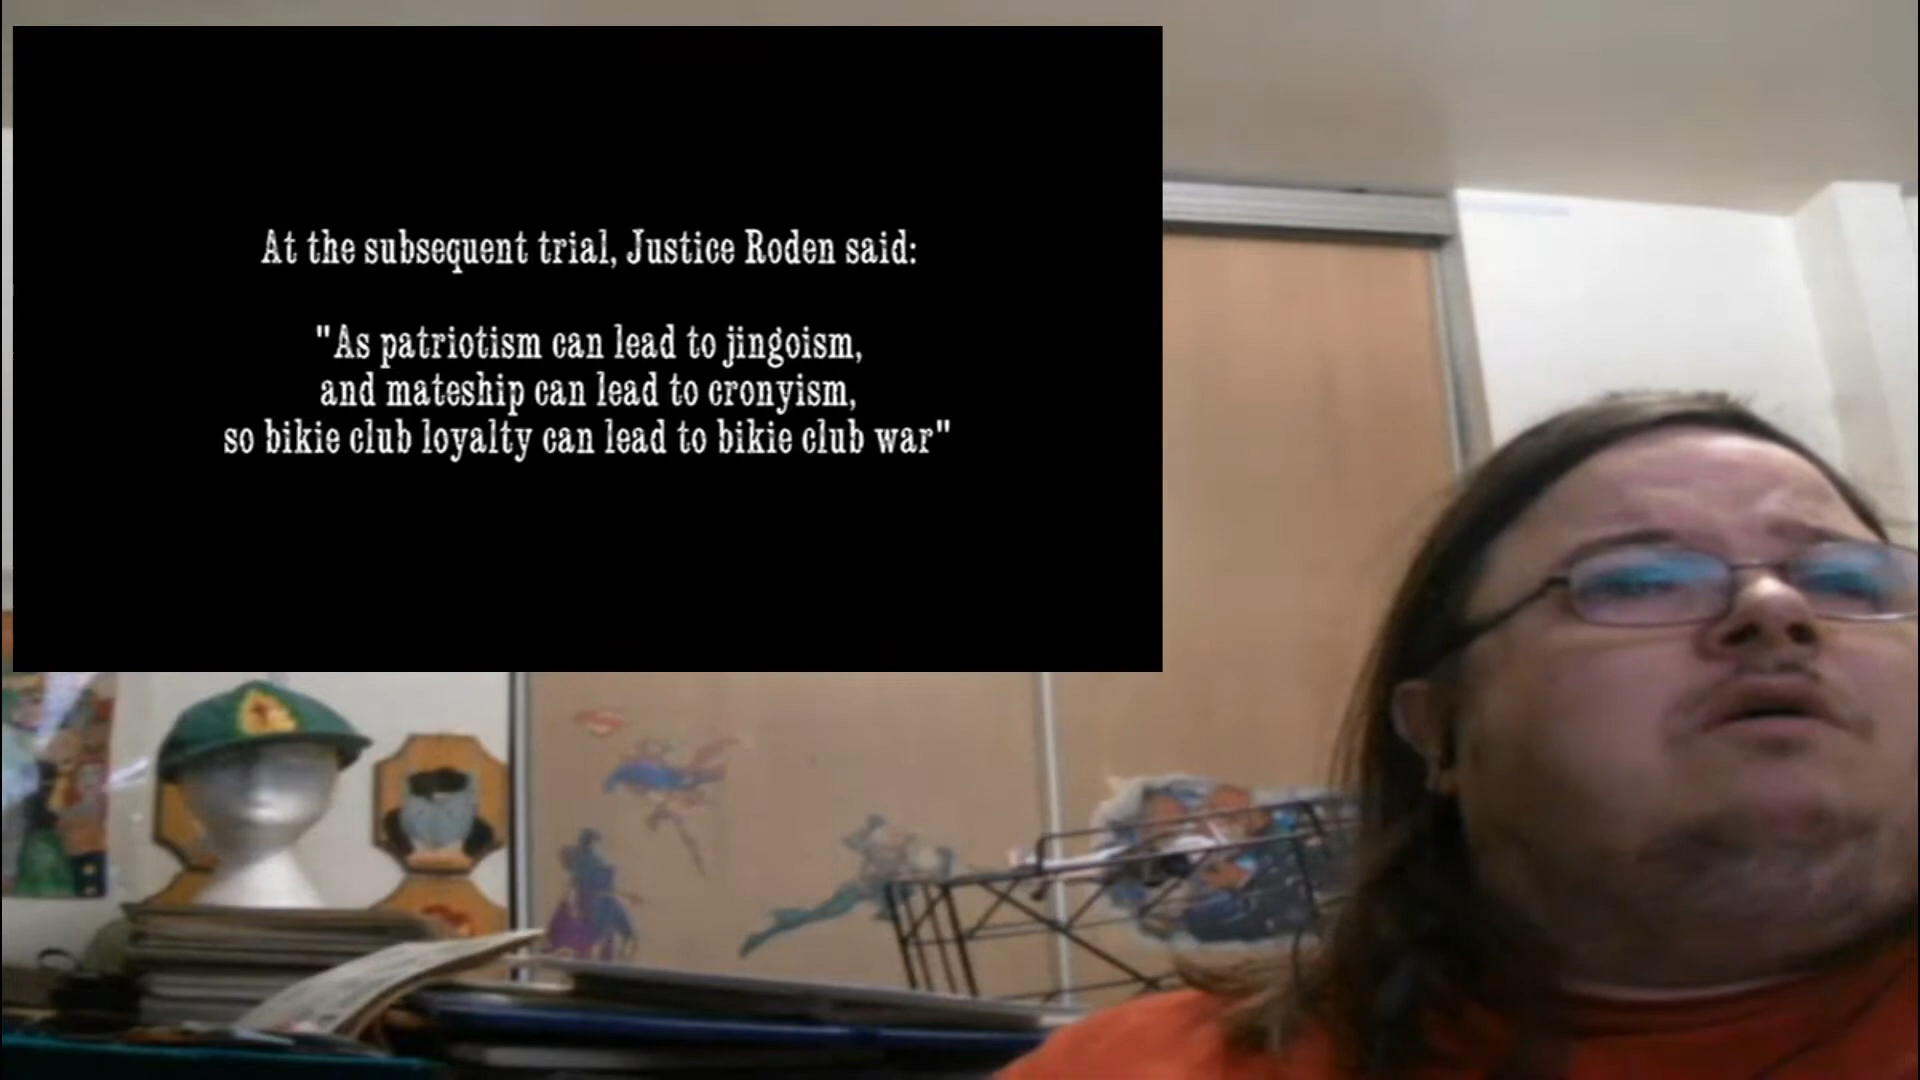 At the subsequent trial, Justice Roden said:
"As patriotism can lead to jingoism,
and mateship can lead to cronyism,
so bikie club loyalty can lead to bikie club war"